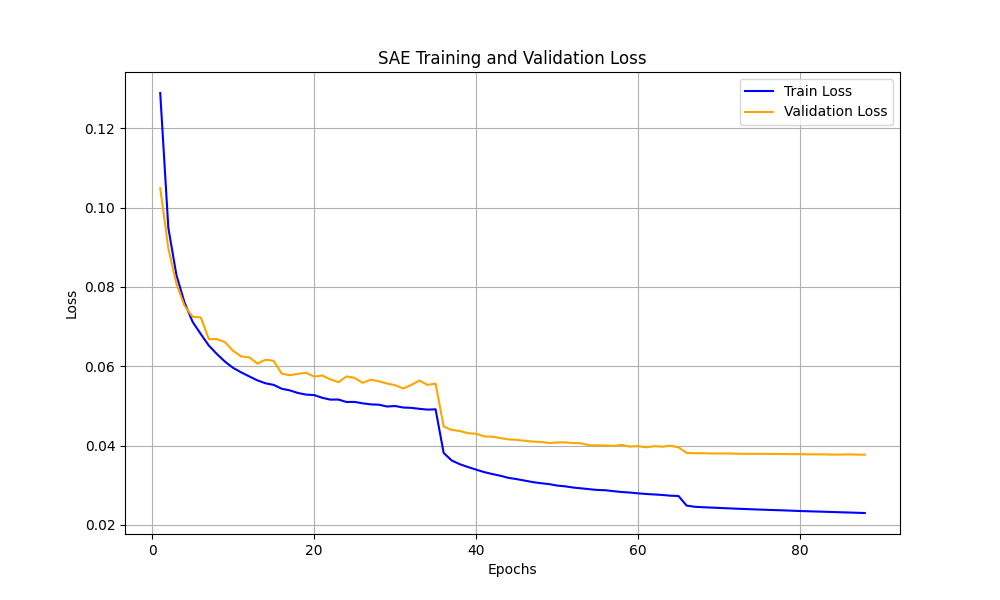 SAE Training and Validation Loss
Train Loss
Validation Loss
Loss
0.12
0.10
0.08
0.06
0.04
0.02
0 20 40 60 80
Epochs